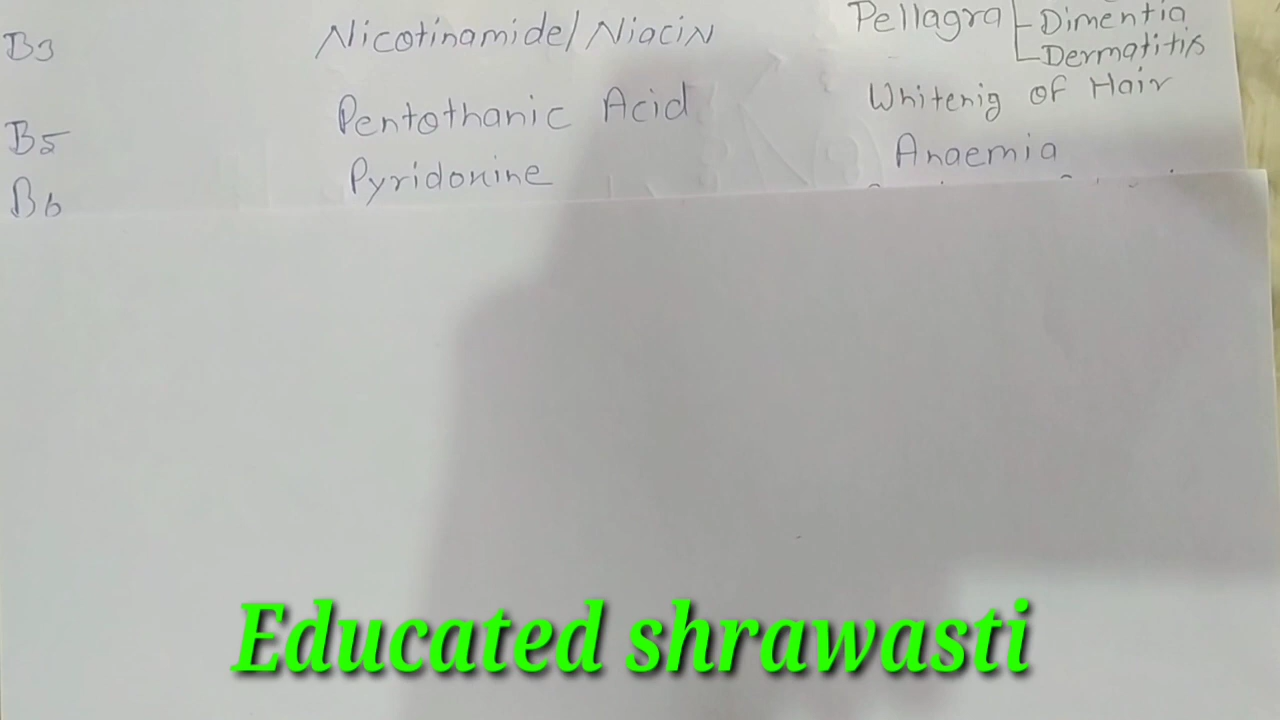 B3 Nicotinamide/Niacin Pellagra Dimentia
Dermatitis
B5 Pentothanic Acid Whitenig of Hair
B6 Pyridonine Anaemia
Educated shrawasti